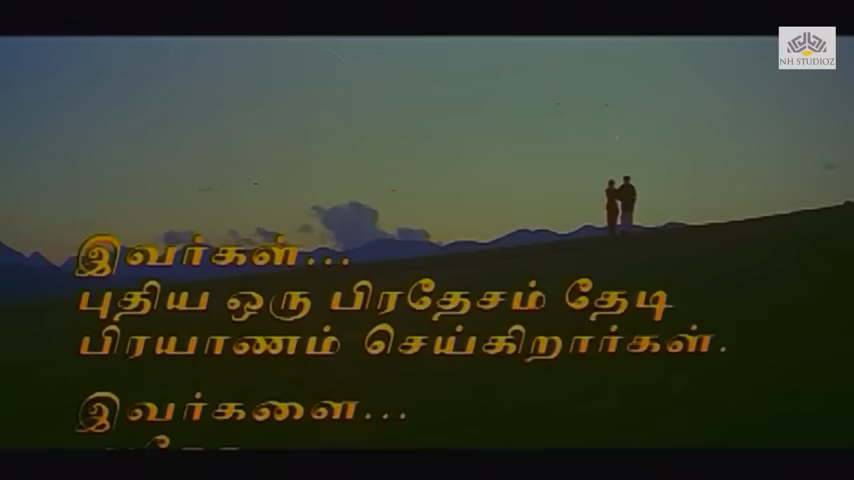 NH STUDIOZ
இவர்கள்...
புதிய ஒரு பிரதேசம் தேடி
பிரயாணம் செய்கிறார்கள்.
இவர்களை...